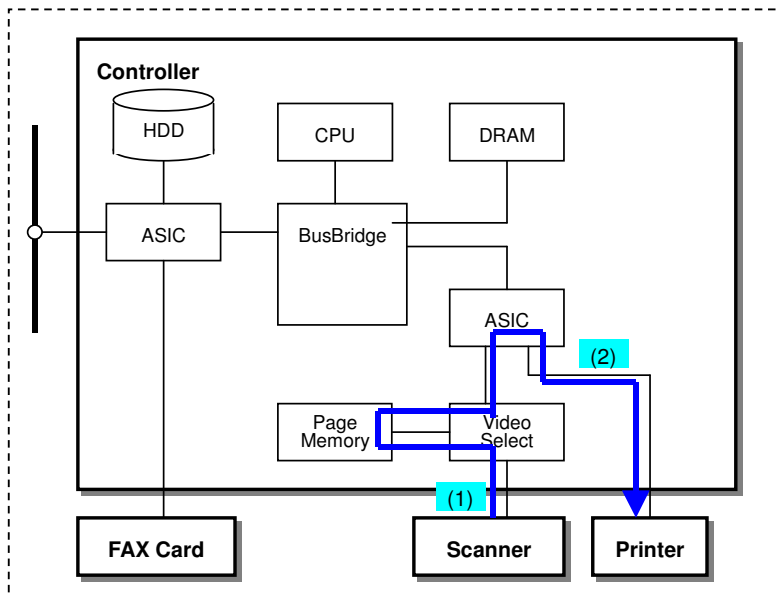 Controller
HDD
CPU
DRAM
ASIC
BusBridge
ASIC
(2)
Page
Memory
Video
Select
(1)
FAX Card
Scanner
Printer